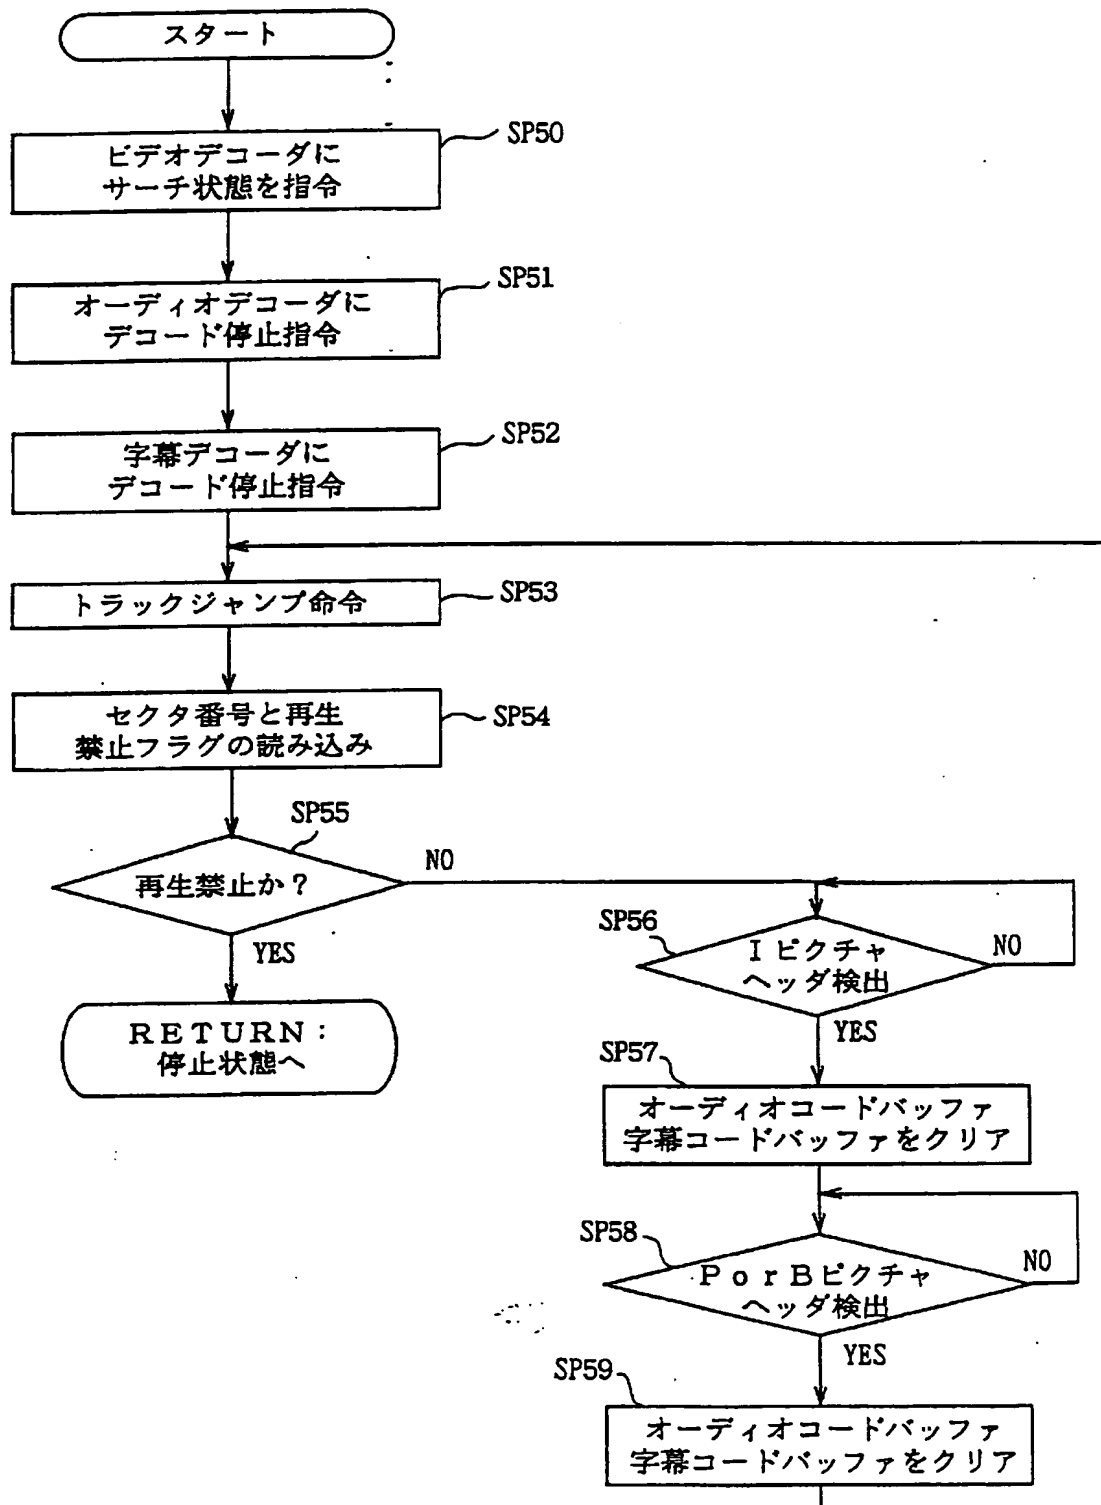 スタート
SP50
ビデオデコーダに
サーチ状態を指令
SP51
オーディオデコーダに
デコード停止指令
SP52
字幕デコーダに
デコード停止指令
SP53
トラックジャンプ命令
SP54
セクタ番号と再生
禁止フラグの読み込み
SP55
再生禁止か?
NO
YES
RETURN:
停止状態へ
SP56
Iピクチャ
ヘッダ検出
NO
YES
SP57
オーディオコードバッファ
字幕コードバッファをクリア
SP58
PorBピクチャ
ヘッダ検出
NO
YES
SP59
オーディオコードバッファ
字幕コードバッファをクリア